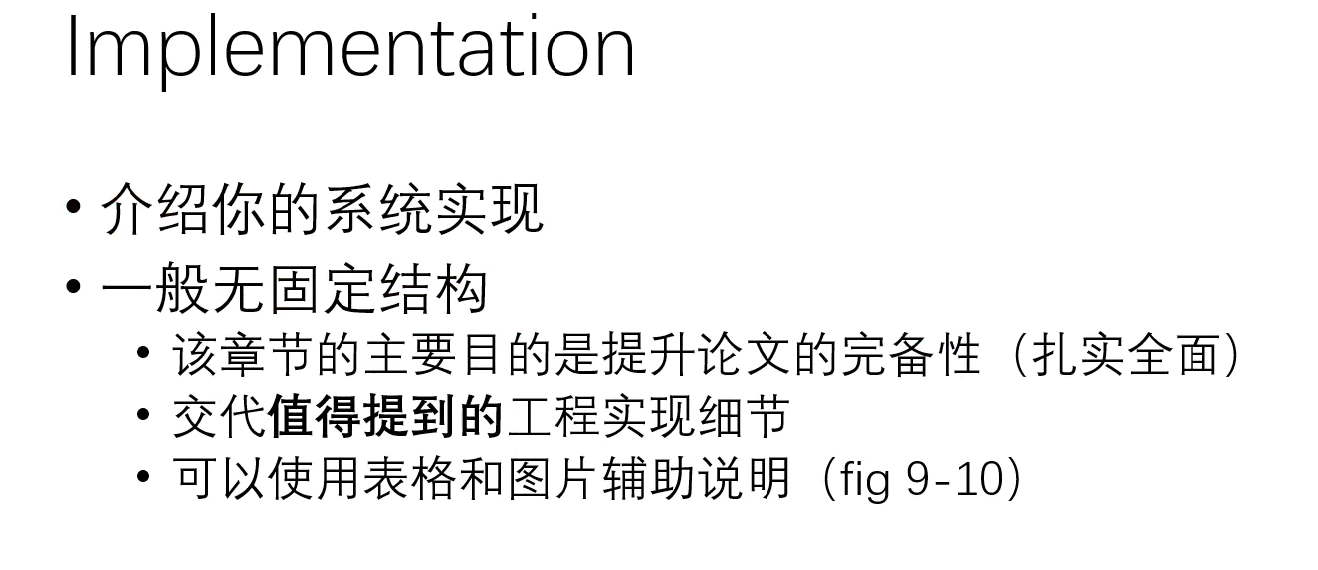 Implementation
• 介绍你的系统实现
• 一般无固定结构
• 该章节的主要目的是提升论文的完备性（扎实全面）
• 交代值得提到的工程实现细节
• 可以使用表格和图片辅助说明（fig 9-10）